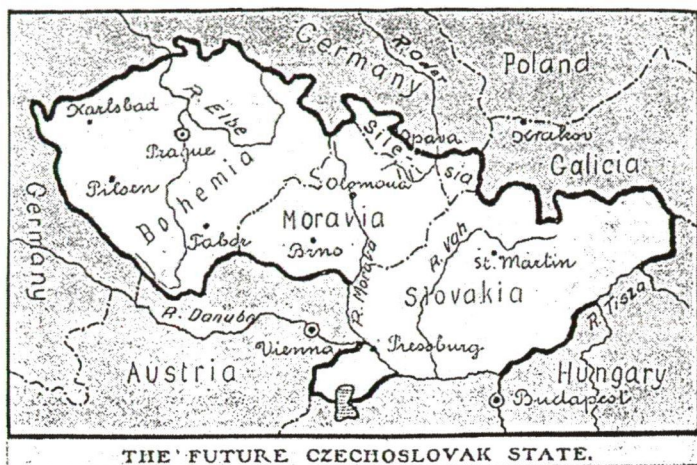 Germany
R. Oder
Poland
Karlsbad
R. Elbe
Prague
Silesia
Opava
Krakov
Galicia
Germany
Pilsen
Bohemia
Olomouc
Moravia
Tabor
Brno
R. Morava
R. Vah
St. Martin
Slovakia
R. Tisza
R. Danube
Vienna
Pressburg
Austria
Hungary
Budapest
THE FUTURE CZECHOSLOVAK STATE.